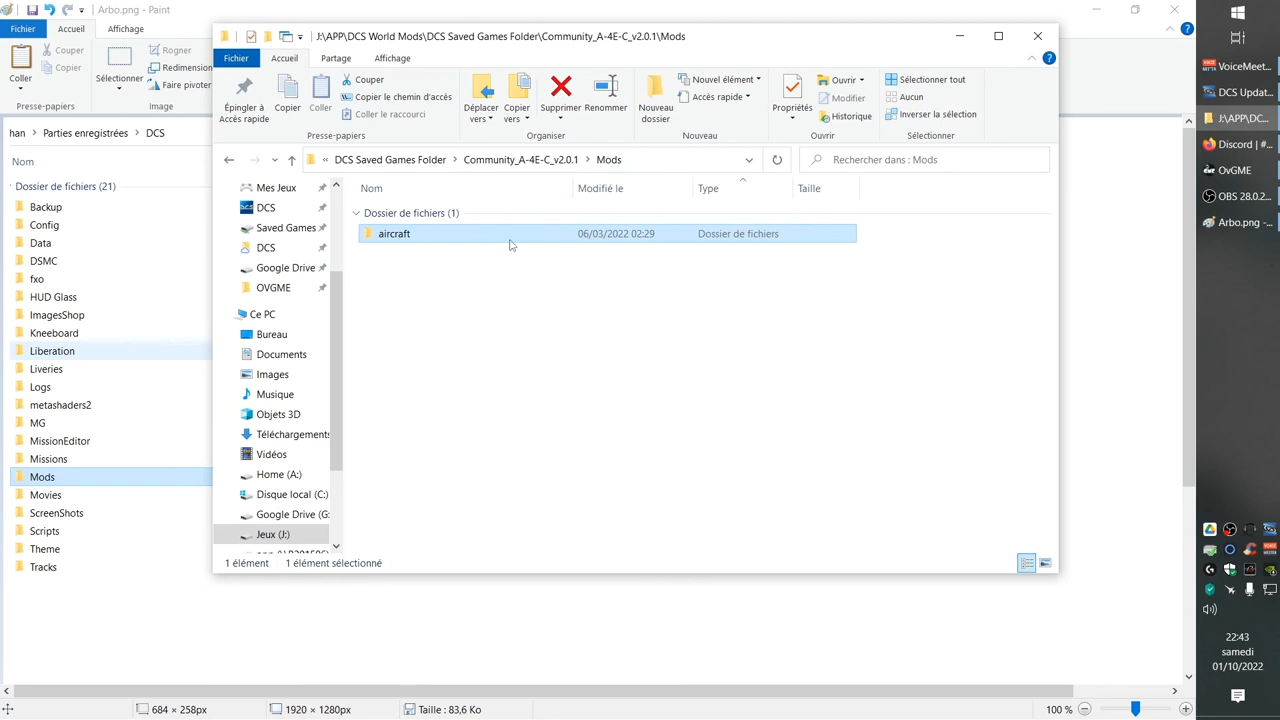 Arbo.png - Paint
Fichier
Accueil
Affichage
Coller
Couper
Copier
Presse-papiers
Sélectionner
Rogner
Redimension
Faire pivoter
Image
han
Parties enregistrées
DCS
Nom
Dossier de fichiers (21)
Backup
Config
Data
DSMC
fxo
HUD Glass
ImagesShop
Kneeboard
Liberation
Liveries
Logs
metashaders2
MG
MissionEditor
Missions
Mods
Movies
ScreenShots
Scripts
Theme
Tracks
684 × 258px
1920 × 1280px
Taille : 83,6 Ko
100 %
J:\APP\DCS World Mods\DCS Saved Games Folder\Community_A-4E-C_v2.0.1\Mods
Fichier
Accueil
Partage
Affichage
Épingler à
Accès rapide
Copier
Coller
Couper
Copier le chemin d'accès
Coller le raccourci
Presse-papiers
Déplacer
vers
Copier
vers
Supprimer
Renommer
Organiser
Nouveau
dossier
Nouvel élément
Accès rapide
Nouveau
Propriétés
Ouvrir
Modifier
Historique
Ouvrir
Sélectionner tout
Aucun
Inverser la sélection
Sélectionner
« DCS Saved Games Folder
Community_A-4E-C_v2.0.1
Mods
Rechercher dans : Mods
Mes Jeux
DCS
Saved Games
DCS
Google Drive
OVGME
Ce PC
Bureau
Documents
Images
Musique
Objets 3D
Téléchargements
Vidéos
Home (A:)
Disque local (C:)
Google Drive (G:
Jeux (J:)
Nom
Modifié le
Type
Taille
Dossier de fichiers (1)
aircraft
06/03/2022 02:29
Dossier de fichiers
1 élément
1 élément sélectionné
VoiceMeet...
DCS Updat...
J:\APP\DC...
Discord | #...
OvGME
OBS 28.0.2...
Arbo.png -...
22:43
samedi
01/10/2022